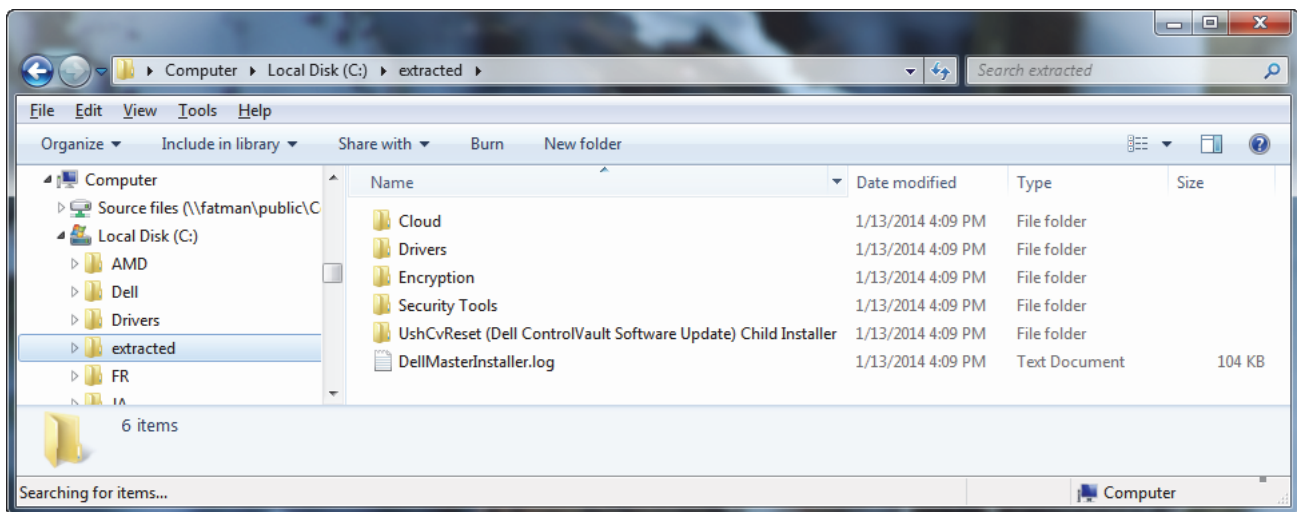 Computer Local Disk (C:) extracted Search extracted
File Edit View Tools Help
Organize Include in library Share with Burn New folder
Computer
Source files (\\fatman\public\C
Local Disk (C:)
AMD
Dell
Drivers
extracted
FR
JA
Name Date modified Type Size
Cloud 1/13/2014 4:09 PM File folder
Drivers 1/13/2014 4:09 PM File folder
Encryption 1/13/2014 4:09 PM File folder
Security Tools 1/13/2014 4:09 PM File folder
UshCvReset (Dell ControlVault Software Update) Child Installer 1/13/2014 4:09 PM File folder
DellMasterInstaller.log 1/13/2014 4:09 PM Text Document 104 KB
6 items
Searching for items... Computer